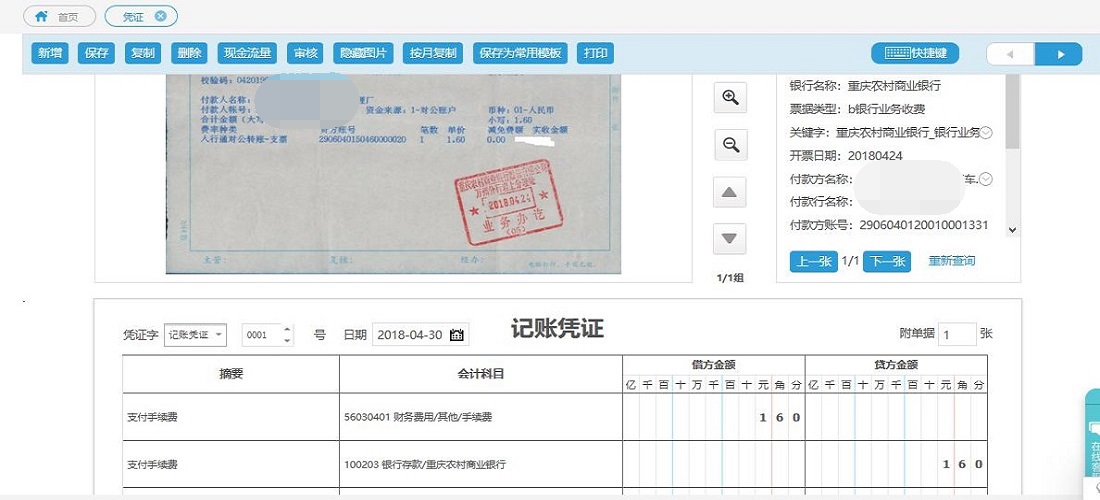 首页 凭证
新增 保存 复制 删除 现金流量 审核 隐藏图片 按月复制 保存为常用模板 打印 快捷键
校验码：042019
付款人名称： 理厂
付款人账号： 资金来源：1-对公账户 币种：01-人民币
合计金额（大写 小写：1.60
费率种类 贷方账号 笔数 单价 减免费额 实收金额
人行通对公转账-支票 2906040150460000020 1 1.60 0.00
2018.04.24
业务办讫
(05)
主管： 复核： 经办：
1/1组
银行名称： 重庆农村商业银行
票据类型： b银行业务收费
关键字： 重庆农村商业银行_银行业务
开票日期： 20180424
付款方名称： 车.
付款行名称：
付款方账号： 2906040120010001331
上一张 1/1 下一张 重新查询
记账凭证
凭证字 记账凭证 0001 号 日期 2018-04-30 附单据 1 张
摘要 会计科目 借方金额 贷方金额
亿 千 百 十 万 千 百 十 元 角 分 亿 千 百 十 万 千 百 十 元 角 分
支付手续费 56030401 财务费用/其他/手续费 1 6 0
支付手续费 100203 银行存款/重庆农村商业银行 1 6 0
在线客